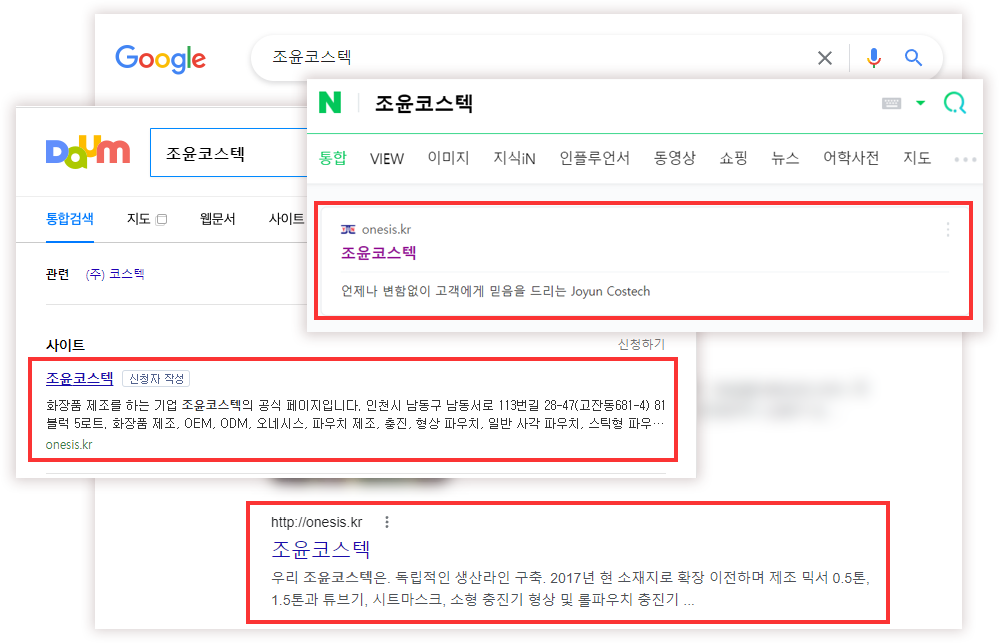 Google
조윤코스텍
N
조윤코스텍
통합 VIEW 이미지 지식iN 인플루언서 동영상 쇼핑 뉴스 어학사전 지도
onesis.kr
조윤코스텍
언제나 변함없이 고객에게 믿음을 드리는 Joyun Costech
Daum
조윤코스텍
통합검색 지도 웹문서 사이트
관련 (주) 코스텍
사이트 신청하기
조윤코스텍 신청자 작성
화장품 제조를 하는 기업 조윤코스텍의 공식 페이지입니다. 인천시 남동구 남동서로 113번길 28-47(고잔동681-4) 81
블럭 5로트, 화장품 제조, OEM, ODM, 오네시스, 파우치 제조, 충진, 형상 파우치, 일반 사각 파우치, 스틱형 파우…
onesis.kr
http://onesis.kr
조윤코스텍
우리 조윤코스텍은. 독립적인 생산라인 구축. 2017년 현 소재지로 확장 이전하며 제조 믹서 0.5톤,
1.5톤과 튜브기, 시트마스크, 소형 충진기 형상 및 롤파우치 충진기 ...